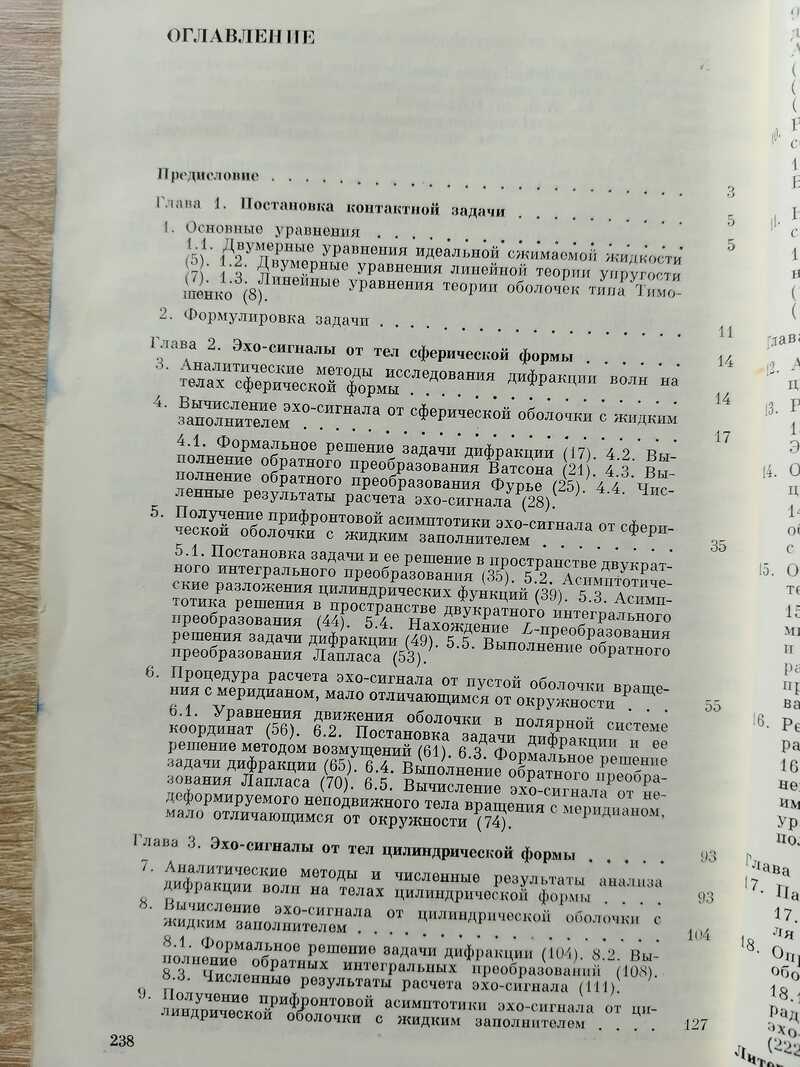 ОГЛАВЛЕНИЕ
Предисловие . . . . . . . . . . . . . . . . . . . . 3
Глава 1. Постановка контактной задачи . . . . . . . . 5
1. Основные уравнения . . . . . . . . . . . . . . . 5
1.1. Двумерные уравнения идеальной сжимаемой жидкости
(5). 1.2. Двумерные уравнения линейной теории упругости
(7). 1.3. Линейные уравнения теории оболочек типа Тимо-
шенко (8).
2. Формулировка задачи . . . . . . . . . . . . . . . 11
Глава 2. Эхо-сигналы от тел сферической формы . . . . . 14
3. Аналитические методы исследования дифракции волн на
телах сферической формы . . . . . . . . . . . . . . 14
4. Вычисление эхо-сигнала от сферической оболочки с жидким
заполнителем . . . . . . . . . . . . . . . . . . . 17
4.1. Формальное решение задачи дифракции (17). 4.2. Вы-
полнение обратного преобразования Ватсона (21). 4.3. Вы-
полнение обратного преобразования Фурье (25). 4.4. Чис-
ленные результаты расчета эхо-сигнала (28).
5. Получение прифронтовой асимптотики эхо-сигнала от сфери-
ческой оболочки с жидким заполнителем . . . . . . . 35
5.1. Постановка задачи и ее решение в пространстве двукрат-
ного интегрального преобразования (35). 5.2. Асимптотиче-
ские разложения цилиндрических функций (39). 5.3. Асимп-
тотика решения в пространстве двукратного интегрального
преобразования (44). 5.4. Нахождение L-преобразования
решения задачи дифракции (49). 5.5. Выполнение обратного
преобразования Лапласа (53).
6. Процедура расчета эхо-сигнала от пустой оболочки враще-
ния с меридианом, мало отличающимся от окружности . . . 55
6.1. Уравнения движения оболочки в полярной системе
координат (56). 6.2. Постановка задачи дифракции и ее
решение методом возмущений (61). 6.3. Формальное решение
задачи дифракции (65). 6.4. Выполнение обратного преобра-
зования Лапласа (70). 6.5. Вычисление эхо-сигнала от не-
деформируемого неподвижного тела вращения с меридианом,
мало отличающимся от окружности (74).
Глава 3. Эхо-сигналы от тел цилиндрической формы . . . . . 93
7. Аналитические методы и численные результаты анализа
дифракции волн на телах цилиндрической формы . . . . 93
8. Вычисление эхо-сигнала от цилиндрической оболочки с
жидким заполнителем . . . . . . . . . . . . . . . 104
8.1. Формальное решение задачи дифракции (104). 8.2. Вы-
полнение обратных интегральных преобразований (108).
8.3. Численные результаты расчета эхо-сигнала (111).
9. Получение прифронтовой асимптотики эхо-сигнала от ци-
линдрической оболочки с жидким заполнителем . . . . 127
238